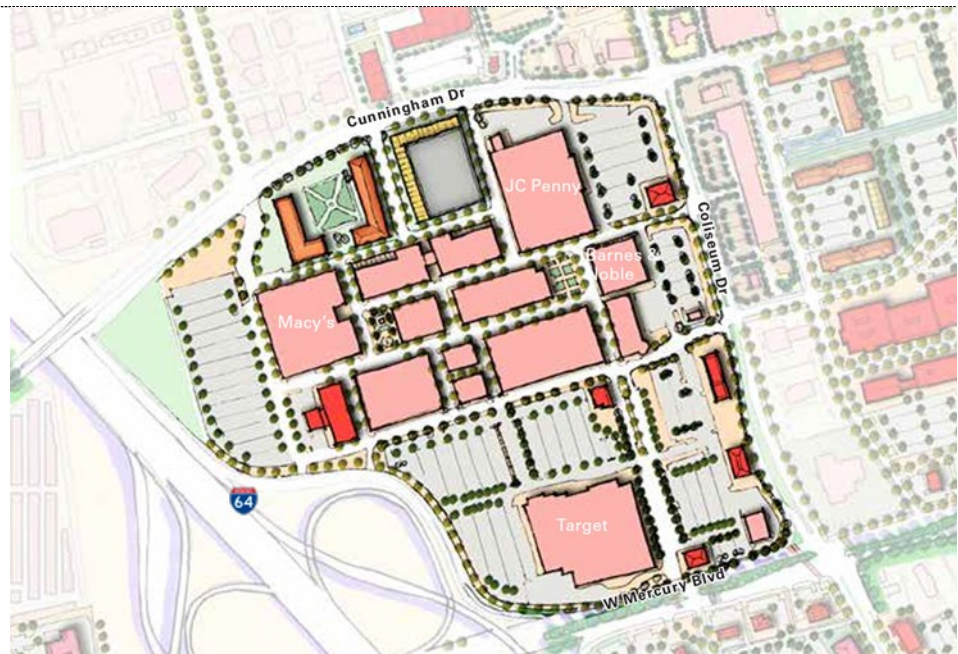 Cunningham Dr
JC Penny
Coliseum Dr
Barnes &
Noble
Macy's
64
Target
W Mercury Blvd